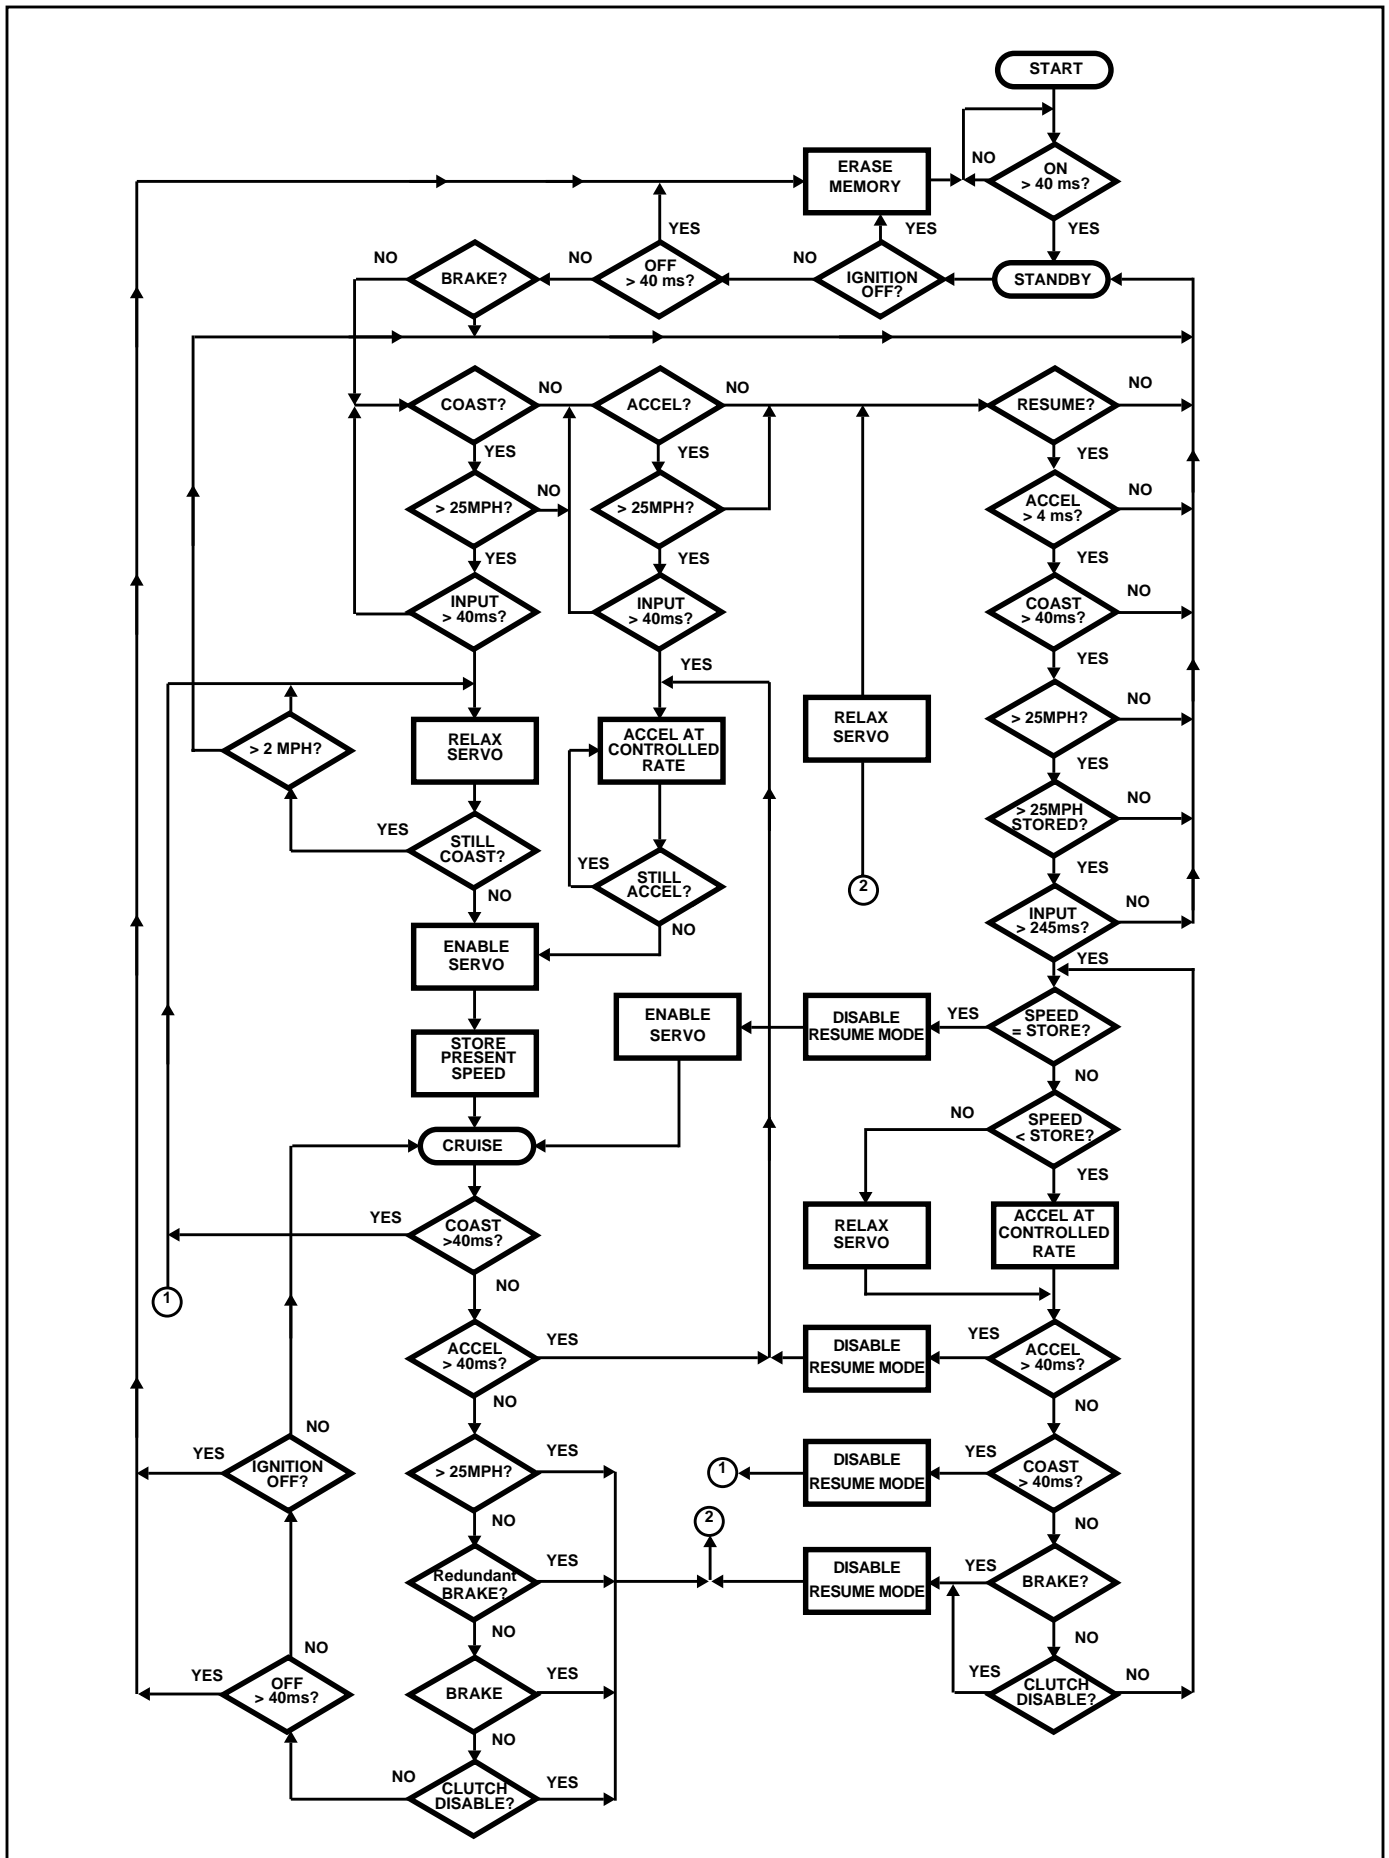 START
NO
ON
> 40 ms?
YES
ERASE
MEMORY
YES
YES
NO
BRAKE?
NO
OFF
> 40 ms?
NO
IGNITION
OFF?
STANDBY
COAST?
NO
ACCEL?
NO
RESUME?
NO
YES
YES
YES
> 25MPH?
NO
> 25MPH?
ACCEL
> 4 ms?
NO
YES
YES
YES
INPUT
> 40ms?
INPUT
> 40ms?
COAST
> 40ms?
NO
YES
YES
> 2 MPH?
RELAX
SERVO
ACCEL AT
CONTROLLED
RATE
RELAX
SERVO
> 25MPH?
NO
YES
YES
STILL
COAST?
> 25MPH
STORED?
NO
NO
YES
STILL
ACCEL?
NO
2
YES
INPUT
> 245ms?
NO
YES
ENABLE
SERVO
ENABLE
SERVO
DISABLE
RESUME MODE
YES
SPEED
= STORE?
NO
STORE
PRESENT
SPEED
NO
SPEED
< STORE?
YES
CRUISE
YES
COAST
>40ms?
NO
RELAX
SERVO
ACCEL AT
CONTROLLED
RATE
1
ACCEL
> 40ms?
YES
NO
DISABLE
RESUME MODE
YES
ACCEL
> 40ms?
NO
NO
YES
IGNITION
OFF?
> 25MPH?
YES
NO
1
DISABLE
RESUME MODE
YES
COAST
> 40ms?
NO
2
Redundant
BRAKE?
YES
NO
DISABLE
RESUME MODE
YES
BRAKE?
NO
NO
YES
OFF
> 40ms?
BRAKE
YES
NO
YES
CLUTCH
DISABLE?
NO
NO
CLUTCH
DISABLE?
YES